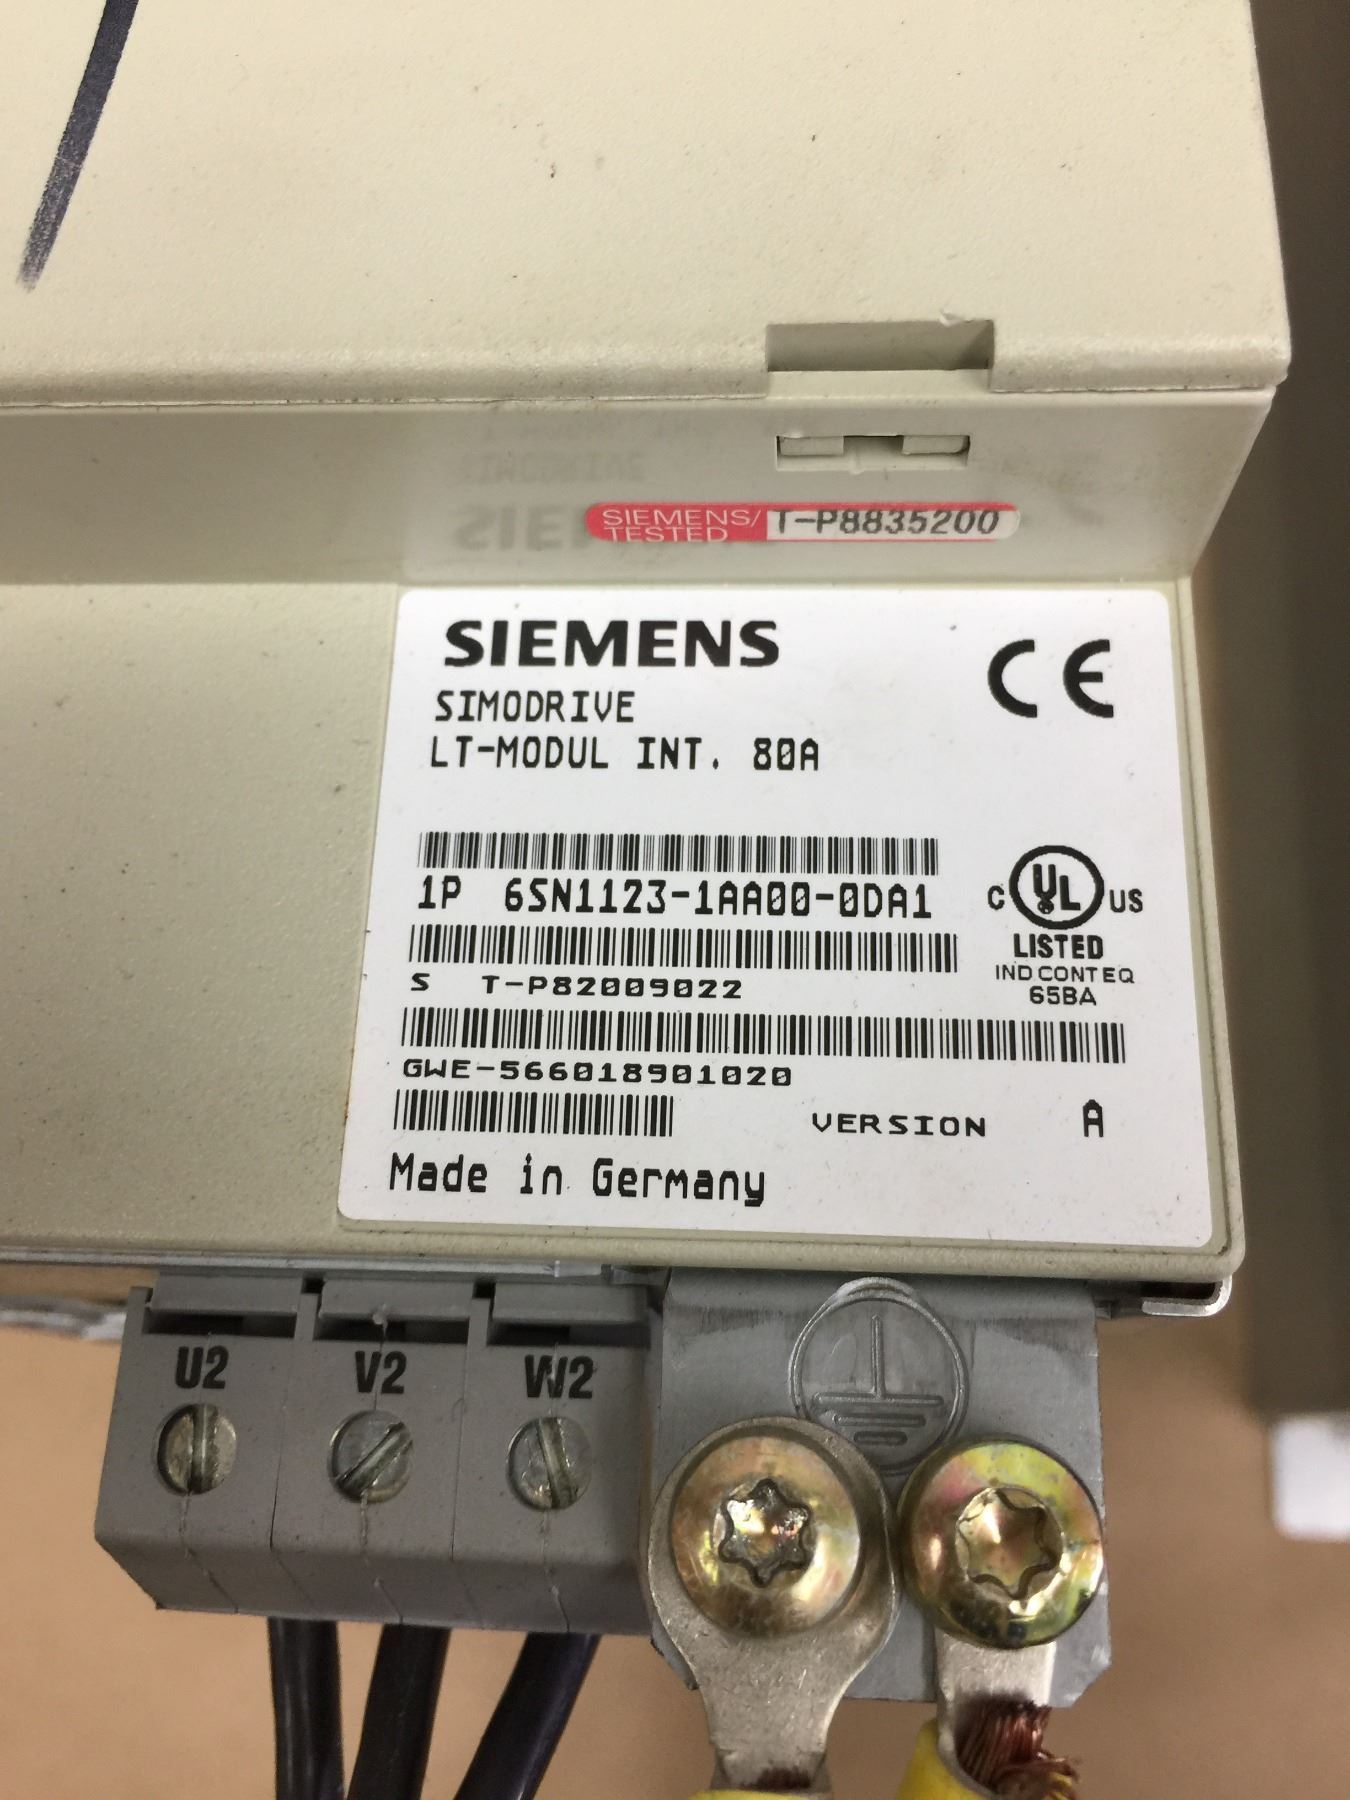 SIEMENS/ T-P8835200
TESTED
SIEMENS
CE
SIMODRIVE
LT-MODUL INT. 80A
1P 6SN1123-1AA00-0DA1
C UL US
LISTED
IND CONT EQ
65BA
S T-P82009022
GWE-566018901020
VERSION A
Made in Germany
U2 V2 W2